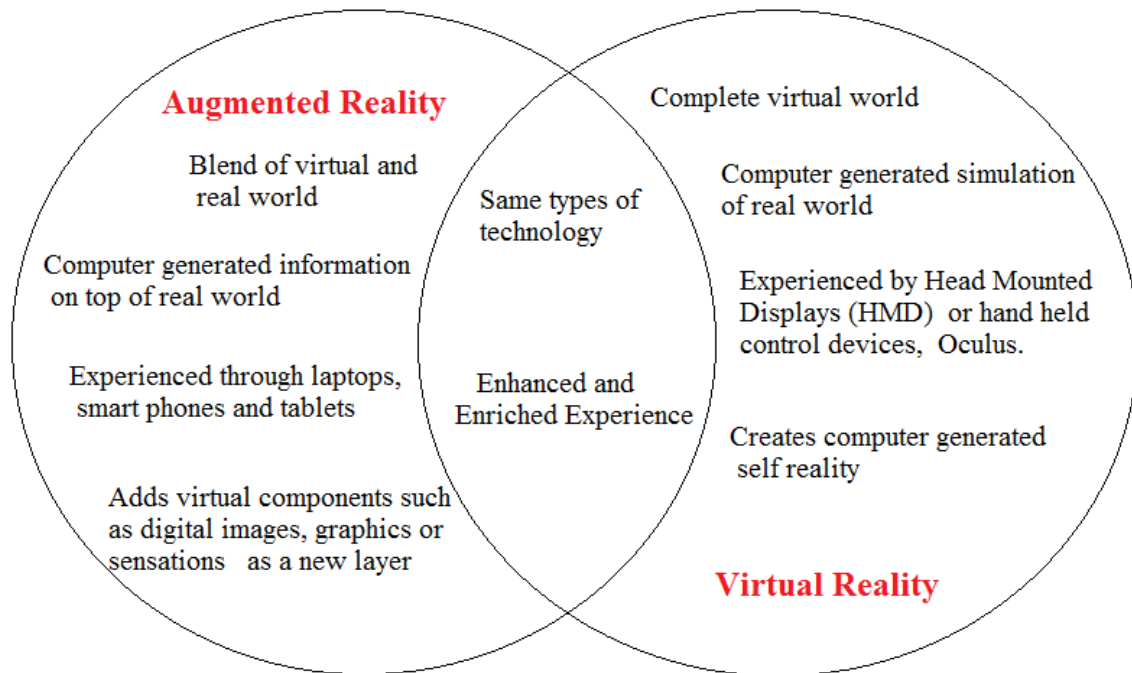 Augmented Reality
Blend of virtual and
real world
Computer generated information
on top of real world
Experienced through laptops,
smart phones and tablets
Adds virtual components such
as digital images, graphics or
sensations as a new layer
Same types of
technology
Enhanced and
Enriched Experience
Complete virtual world
Computer generated simulation
of real world
Experienced by Head Mounted
Displays (HMD) or hand held
control devices, Oculus.
Creates computer generated
self reality
Virtual Reality